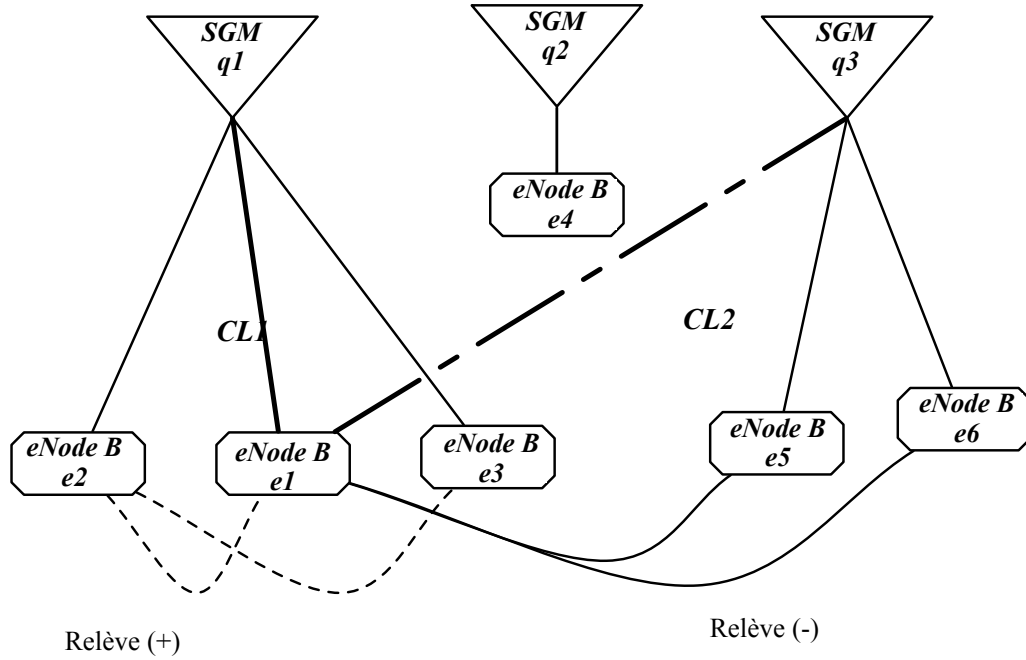 SGM
q1
SGM
q2
SGM
q3
eNode B
e4
CL1
CL2
eNode B
e2
eNode B
e1
eNode B
e3
eNode B
e5
eNode B
e6
Relève (+)
Relève (-)